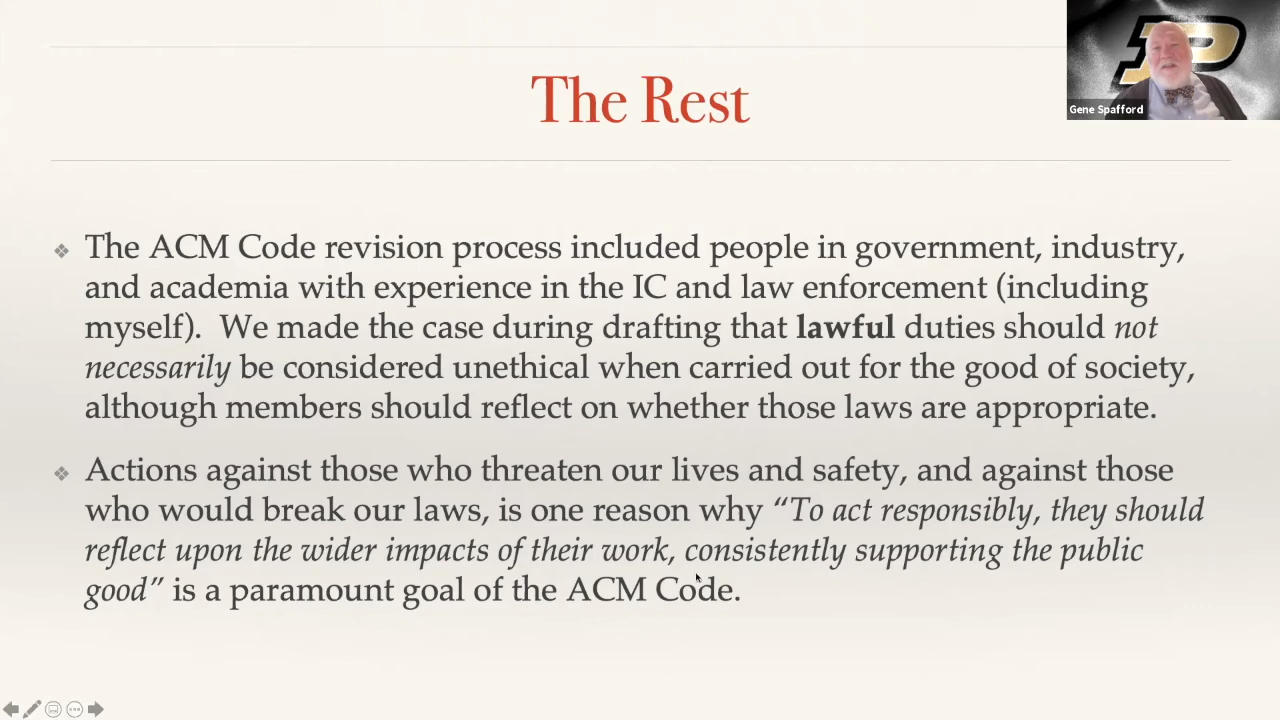 The Rest
Gene Spafford
❖ The ACM Code revision process included people in government, industry,
and academia with experience in the IC and law enforcement (including
myself).  We made the case during drafting that lawful duties should not
necessarily be considered unethical when carried out for the good of society,
although members should reflect on whether those laws are appropriate.
❖ Actions against those who threaten our lives and safety, and against those
who would break our laws, is one reason why “To act responsibly, they should
reflect upon the wider impacts of their work, consistently supporting the public
good” is a paramount goal of the ACM Code.